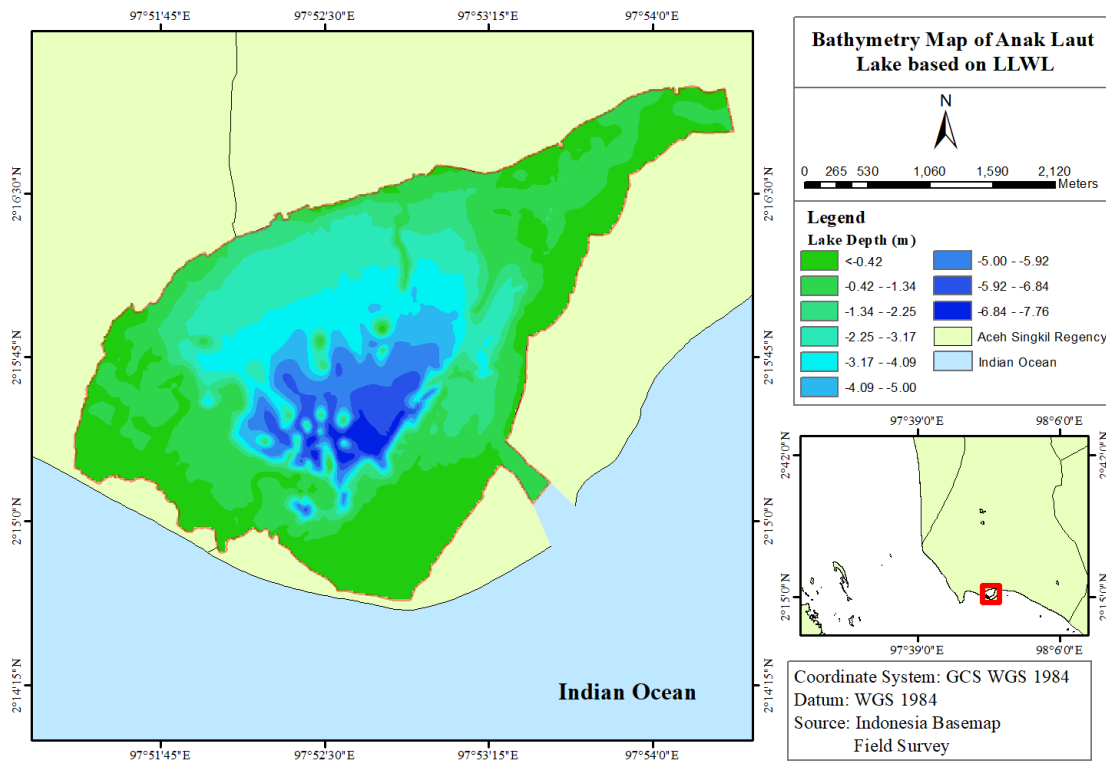 97°51'45"E 97°52'30"E 97°53'15"E 97°54'0"E
2°16'30"N 2°16'30"N
2°15'45"N 2°15'45"N
2°15'0"N 2°15'0"N
2°14'15"N 2°14'15"N
Indian Ocean
97°51'45"E 97°52'30"E 97°53'15"E 97°54'0"E
Bathymetry Map of Anak Laut
Lake based on LLWL
N
0 265 530 1,060 1,590 2,120
Meters
Legend
Lake Depth (m)
<-0.42
-0.42 - -1.34
-1.34 - -2.25
-2.25 - -3.17
-3.17 - -4.09
-4.09 - -5.00
-5.00 - -5.92
-5.92 - -6.84
-6.84 - -7.76
Aceh Singkil Regency
Indian Ocean
97°39'0"E 98°6'0"E
2°42'0"N 2°42'0"N
2°15'0"N 2°15'0"N
97°39'0"E 98°6'0"E
Coordinate System: GCS WGS 1984
Datum: WGS 1984
Source: Indonesia Basemap
Field Survey